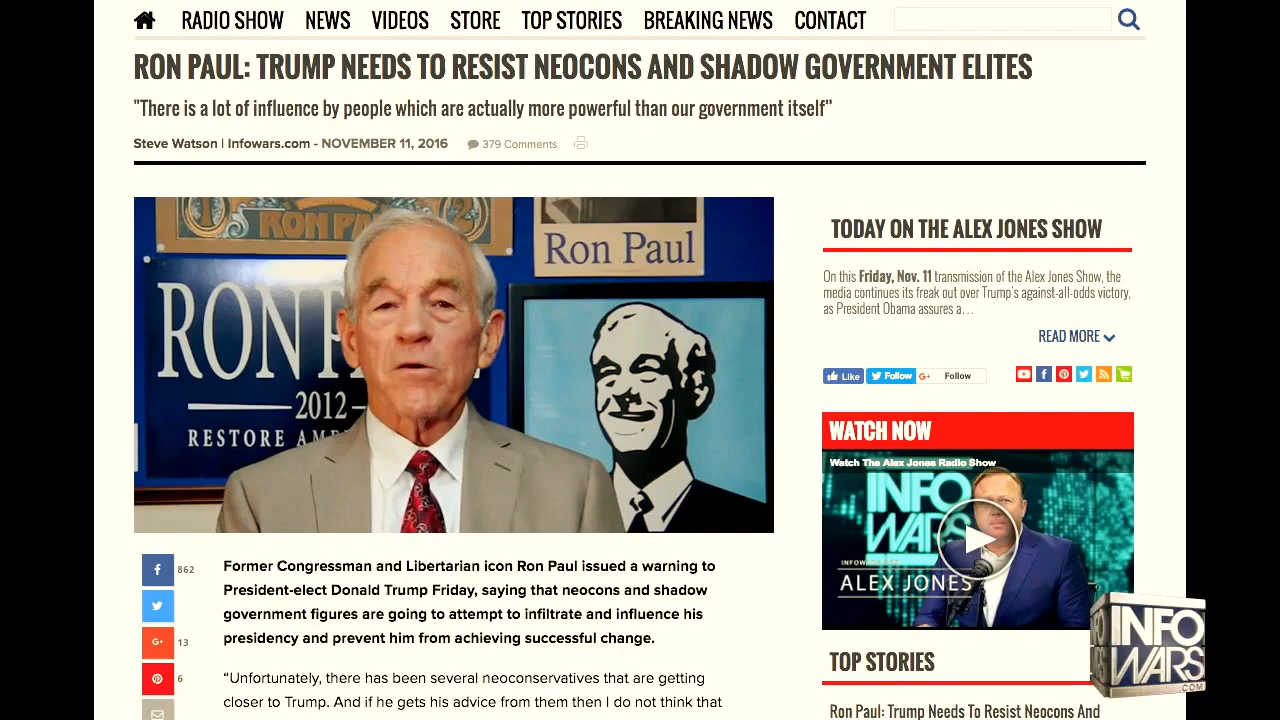 RADIO SHOW NEWS VIDEOS STORE TOP STORIES BREAKING NEWS CONTACT
RON PAUL: TRUMP NEEDS TO RESIST NEOCONS AND SHADOW GOVERNMENT ELITES
"There is a lot of influence by people which are actually more powerful than our government itself”
Steve Watson | Infowars.com - NOVEMBER 11, 2016 379 Comments
RON PA
Ron Paul
RON P
2012
RESTORE AME
862
13
6
Former Congressman and Libertarian icon Ron Paul issued a warning to
President-elect Donald Trump Friday, saying that neocons and shadow
government figures are going to attempt to infiltrate and influence his
presidency and prevent him from achieving successful change.
“Unfortunately, there has been several neoconservatives that are getting
closer to Trump. And if he gets his advice from them then I do not think that
TODAY ON THE ALEX JONES SHOW
On this Friday, Nov. 11 transmission of the Alex Jones Show, the
media continues its freak out over Trump's against-all-odds victory,
as President Obama assures a...
READ MORE
Like Follow G+ Follow
WATCH NOW
Watch The Alex Jones Radio Show
INFO
WARS
ALEX JONES
TOP STORIES
Ron Paul: Trump Needs To Resist Neocons And
INFO
WARS
.COM